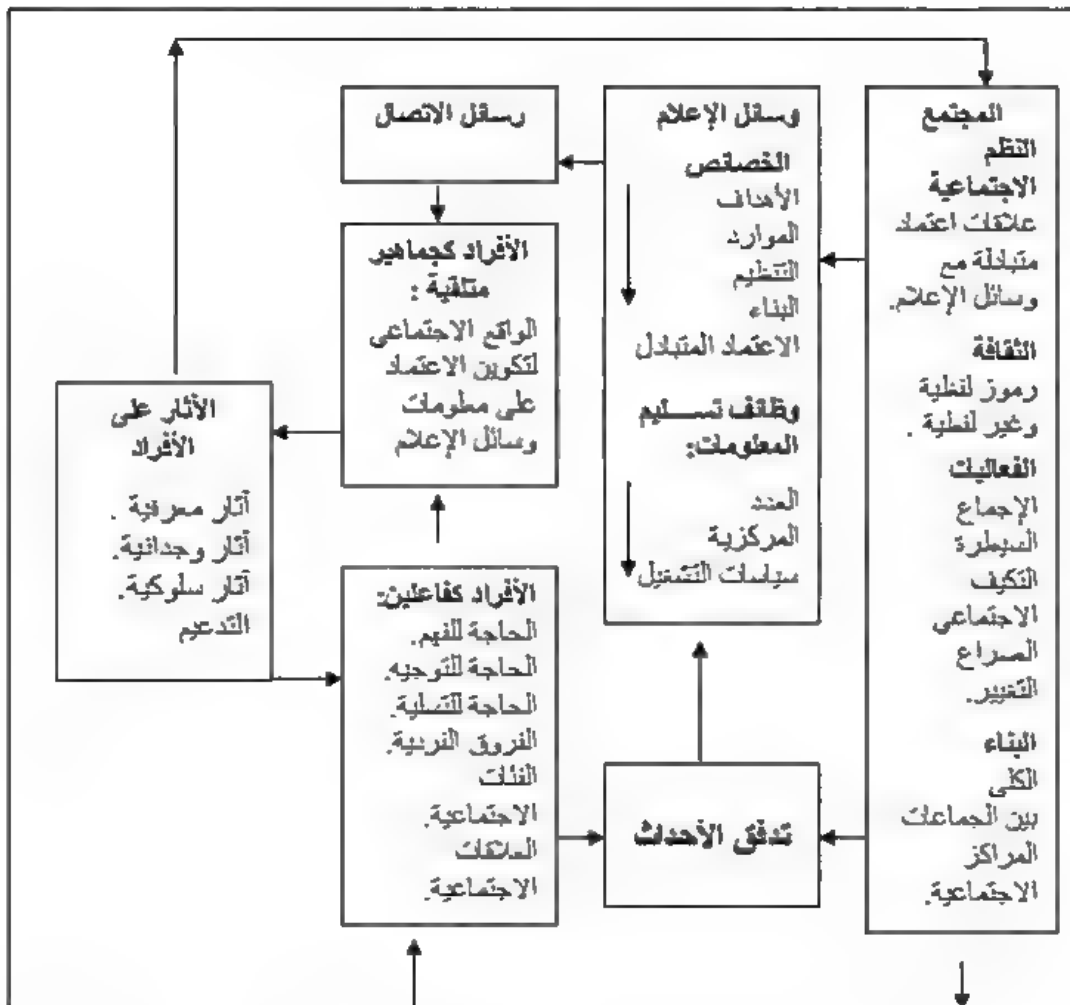 المجتمع
النظم
الاجتماعية
علاقات اعتماد
متبادلة مع
وسائل الإعلام.
الثقافة
رموز لفظية
وغير لفظية .
الفعاليات
الإجماع
السيطرة
التكيف
الاجتماعى
الصراع
التغيير.
البناء
الكلى
بين الجماعات
المراكز
الاجتماعية.
وسائل الإعلام
الخصائص
الأهداف
الموارد
التنظيم
البناء
الاعتماد المتبادل
وظائف تسليم
المعلومات:
العدد
المركزية
سياسات التشغيل
تدفق الأحداث
رسائل الاتصال
الأفراد كجماهير
متلقية :
الواقع الاجتماعى
لتكوين الاعتماد
على معلومات
وسائل الإعلام
الأفراد كفاعلين:
الحاجة للفهم.
الحاجة للتوجيه.
الحاجة للتسلية.
الفروق الفردية.
الفئات
الاجتماعية.
العلاقات
الاجتماعية.
الآثار على
الأفراد
آثار معرفية .
آثار وجدانية.
آثار سلوكية.
التدعيم